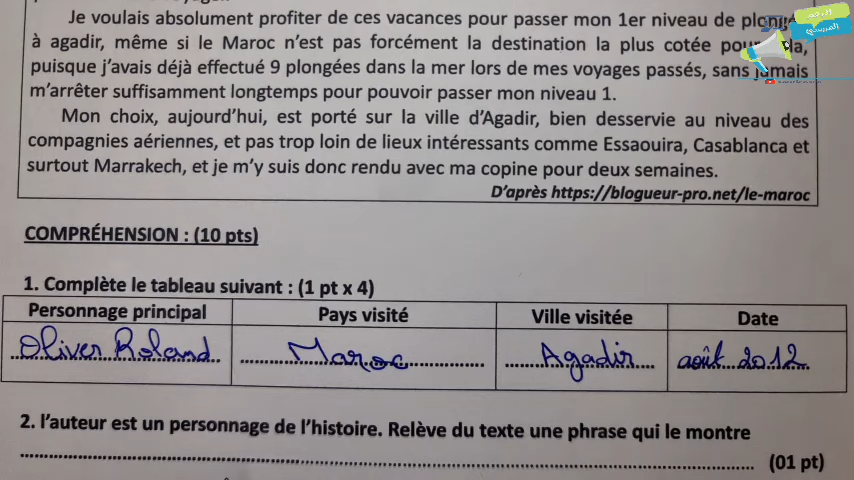 Je voulais absolument profiter de ces vacances pour passer mon 1er niveau de
à agadir, même si le Maroc n'est pas forcément la destination la plus cotée
puisque j'avais déjà effectué 9 plongées dans la mer lors de mes voyages passés, sans jamais
m'arrêter suffisamment longtemps pour pouvoir passer mon niveau 1.
Mon choix, aujourd'hui, est porté sur la ville d'Agadir, bien desservie au niveau des
compagnies aériennes, et pas trop loin de lieux intéressants comme Essaouira, Casablanca et
surtout Marrakech, et je m'y suis donc rendu avec ma copine pour deux semaines.
D'après https://blogueur-pro.net/le-maroc
COMPRÉHENSION : (10 pts)
1. Complète le tableau suivant : (1 pt x 4)
Personnage principal Pays visité Ville visitée Date
Oliver Roland Maroc Agadir août 2012
2. l'auteur est un personnage de l'histoire. Relève du texte une phrase qui le montre
(01 pt)